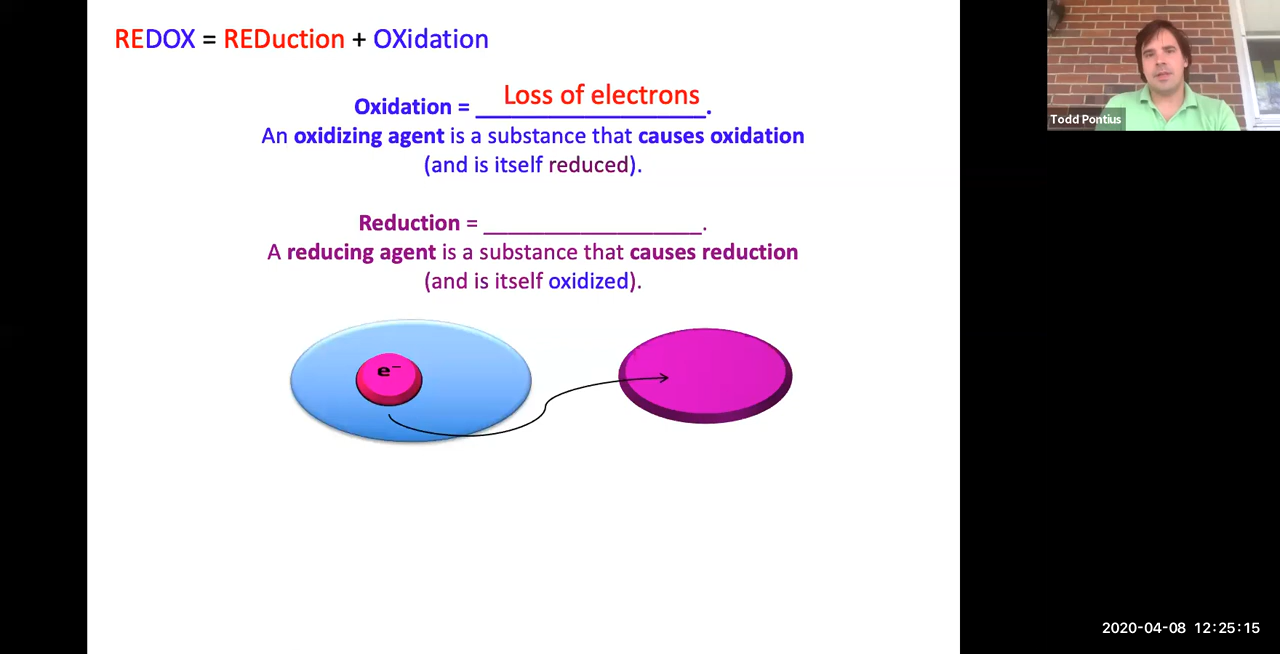 REDOX = REDuction + OXidation
Oxidation = Loss of electrons.
An oxidizing agent is a substance that causes oxidation
(and is itself reduced).
Reduction = ___________________.
A reducing agent is a substance that causes reduction
(and is itself oxidized).
e⁻
Todd Pontius
2020-04-08 12:25:15